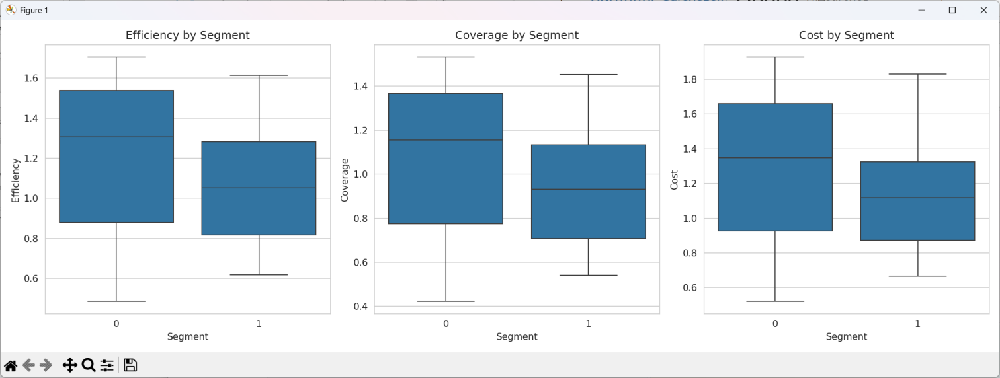 Figure 1
Efficiency by Segment
Efficiency
1.6
1.4
1.2
1.0
0.8
0.6
0
1
Segment
Coverage by Segment
Coverage
1.4
1.2
1.0
0.8
0.6
0.4
0
1
Segment
Cost by Segment
Cost
1.8
1.6
1.4
1.2
1.0
0.8
0.6
0
1
Segment